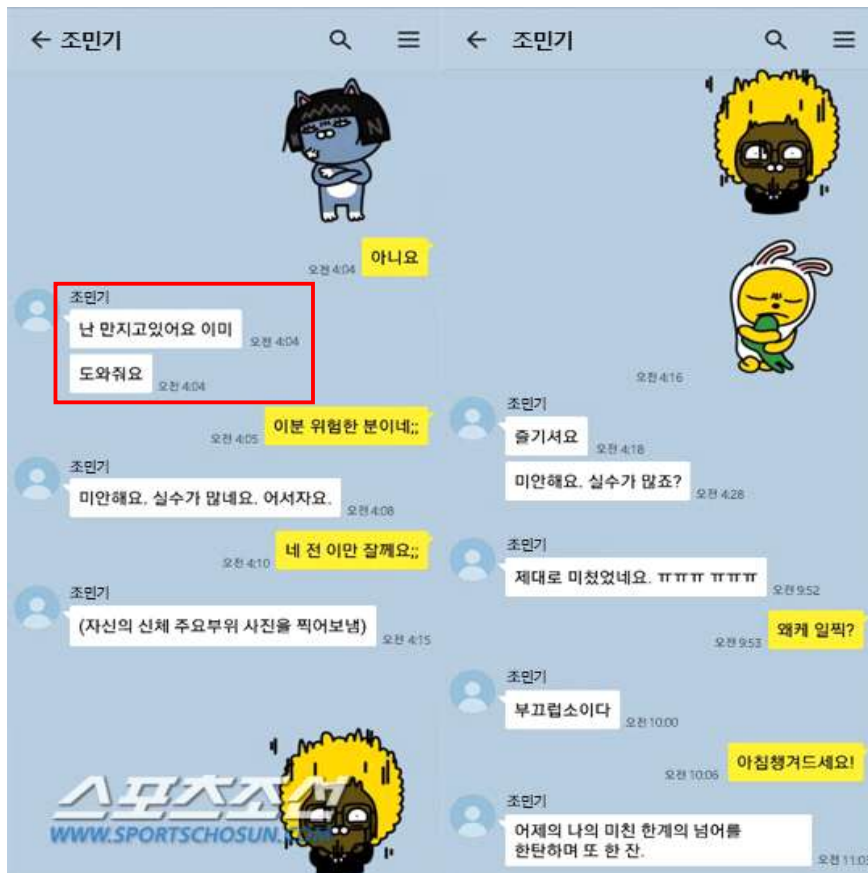 조민기
아니요
오전 4:04
조민기
난 만지고있어요 이미
오전 4:04
도와줘요
오전 4:04
이분 위험한 분이네;;
오전 4:05
조민기
미안해요. 실수가 많네요. 어서자요.
오전 4:08
네 전 이만 잘께요;;
오전 4:10
조민기
(자신의 신체 주요부위 사진을 찍어보냄)
오전 4:15
스포츠조선
WWW.SPORTSCHOSUN.COM
조민기
오전 4:16
조민기
즐기셔요
오전 4:18
미안해요. 실수가 많죠?
오전 4:28
조민기
제대로 미쳤었네요. ㅠㅠㅠ ㅠㅠㅠ
오전 9:52
왜케 일찍?
오전 9:53
조민기
부끄럽소이다
오전 10:00
아침챙겨드세요!
오전 10:06
조민기
어제의 나의 미친 한계의 넘어를
한탄하며 또 한 잔.
오전 11:03